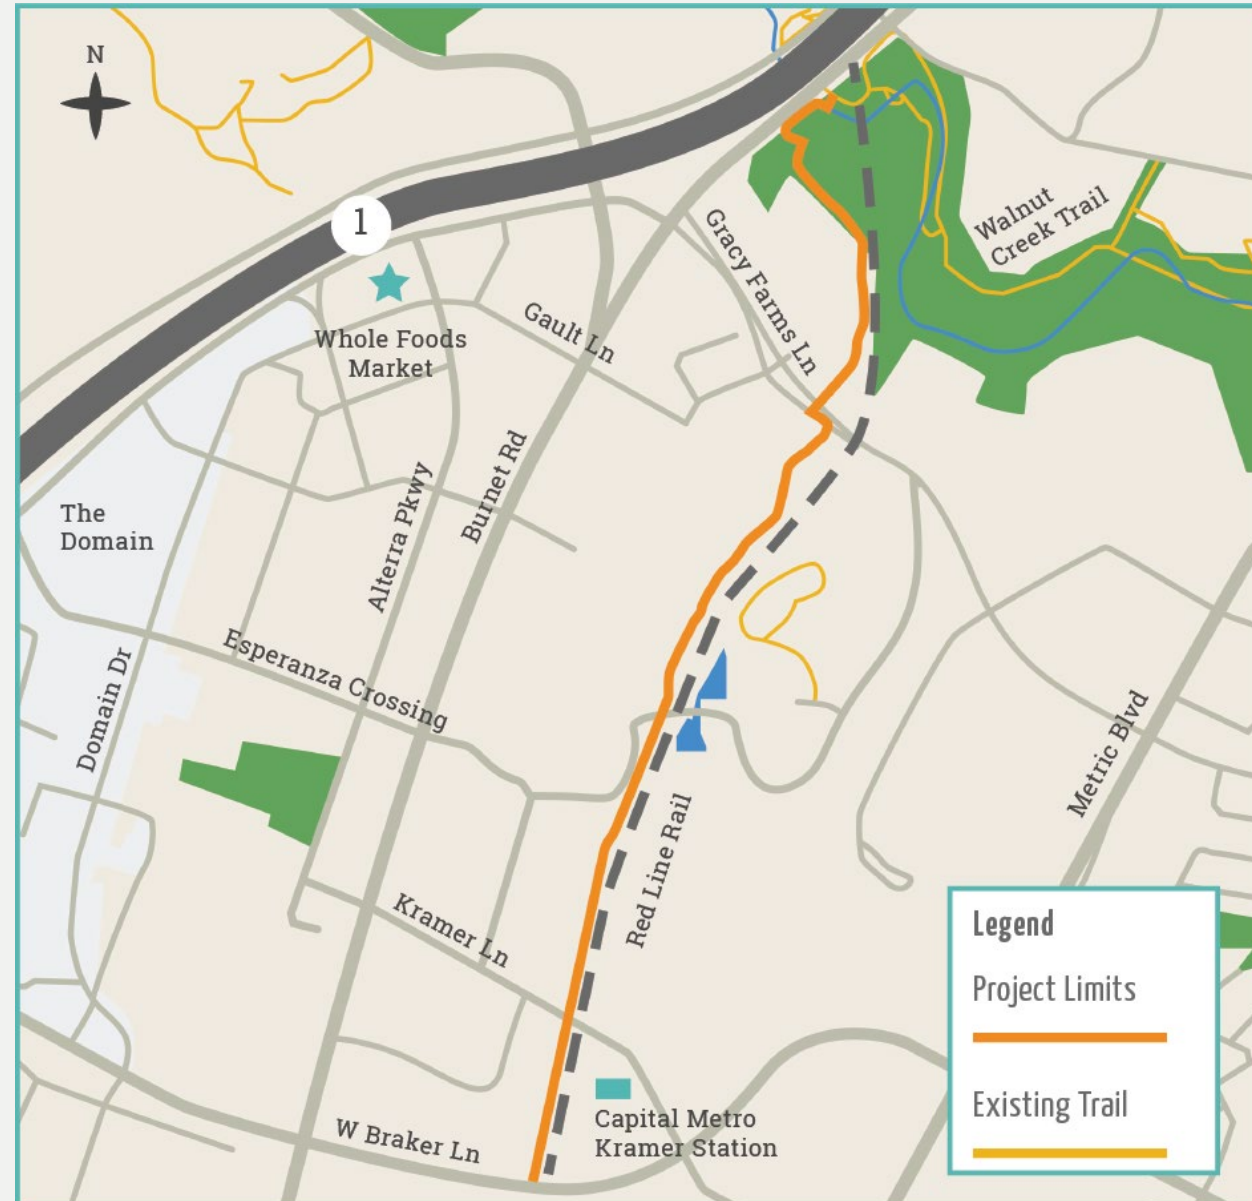 N
1
Walnut
Creek Trail
Gracy Farms Ln
Gault Ln
Whole Foods
Market
Burnet Rd
Alterra Pkwy
The
Domain
Esperanza Crossing
Domain Dr
Metric Blvd
Red Line Rail
Kramer Ln
Capital Metro
Kramer Station
W Braker Ln
Legend
Project Limits
Existing Trail